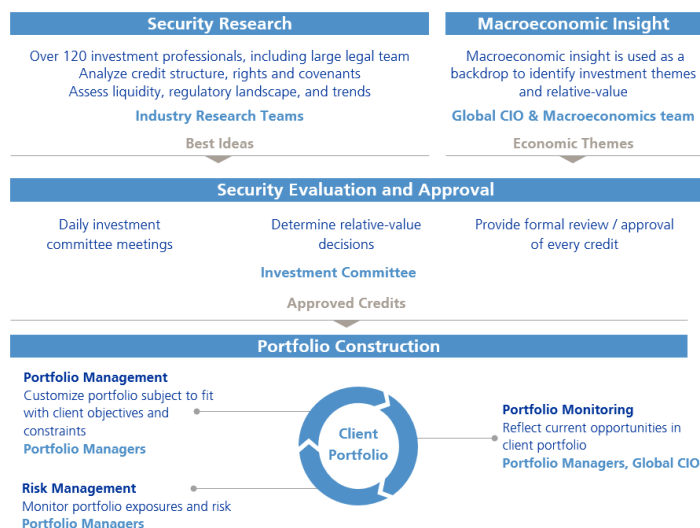 Security Research
Over 120 investment professionals, including large legal team
Analyze credit structure, rights and covenants
Assess liquidity, regulatory landscape, and trends
Industry Research Teams
Best Ideas
Macroeconomic Insight
Macroeconomic insight is used as a
backdrop to identify investment themes
and relative-value
Global CIO & Macroeconomics team
Economic Themes
Security Evaluation and Approval
Daily investment
committee meetings
Determine relative-value
decisions
Provide formal review / approval
of every credit
Investment Committee
Approved Credits
Portfolio Construction
Portfolio Management
Customize portfolio subject to fit
with client objectives and
constraints
Portfolio Managers
Client
Portfolio
Portfolio Monitoring
Reflect current opportunities in
client portfolio
Portfolio Managers, Global CIO
Risk Management
Monitor portfolio exposures and risk
Portfolio Managers